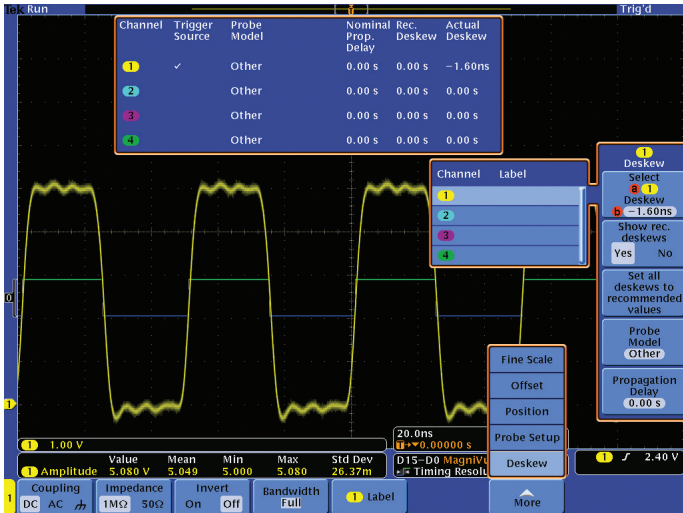 Tek Run Trig'd
Channel Trigger Source Probe Model Nominal Prop. Delay Rec. Deskew Actual Deskew
1 ✓ Other 0.00 s 0.00 s −1.60ns
2 Other 0.00 s 0.00 s 0.00 s
3 Other 0.00 s 0.00 s 0.00 s
4 Other 0.00 s 0.00 s 0.00 s
Channel Label
1
2
3
4
1
Deskew
Select
a 1
Deskew
b −1.60ns
Show rec.
deskews
Yes No
Set all
deskews to
recommended
values
Probe
Model
Other
Propagation
Delay
0.00 s
Fine Scale
Offset
Position
Probe Setup
Deskew
0
1
1 1.00 V
20.0ns
T→▼0.00000 s
Value Mean Min Max Std Dev
1 Amplitude 5.080 V 5.049 5.000 5.080 26.37m
D15–D0
Timing
1 2.40 V
1
Coupling
DC AC
Impedance
1MΩ 50Ω
Invert
On Off
Bandwidth
Full
1 Label
More